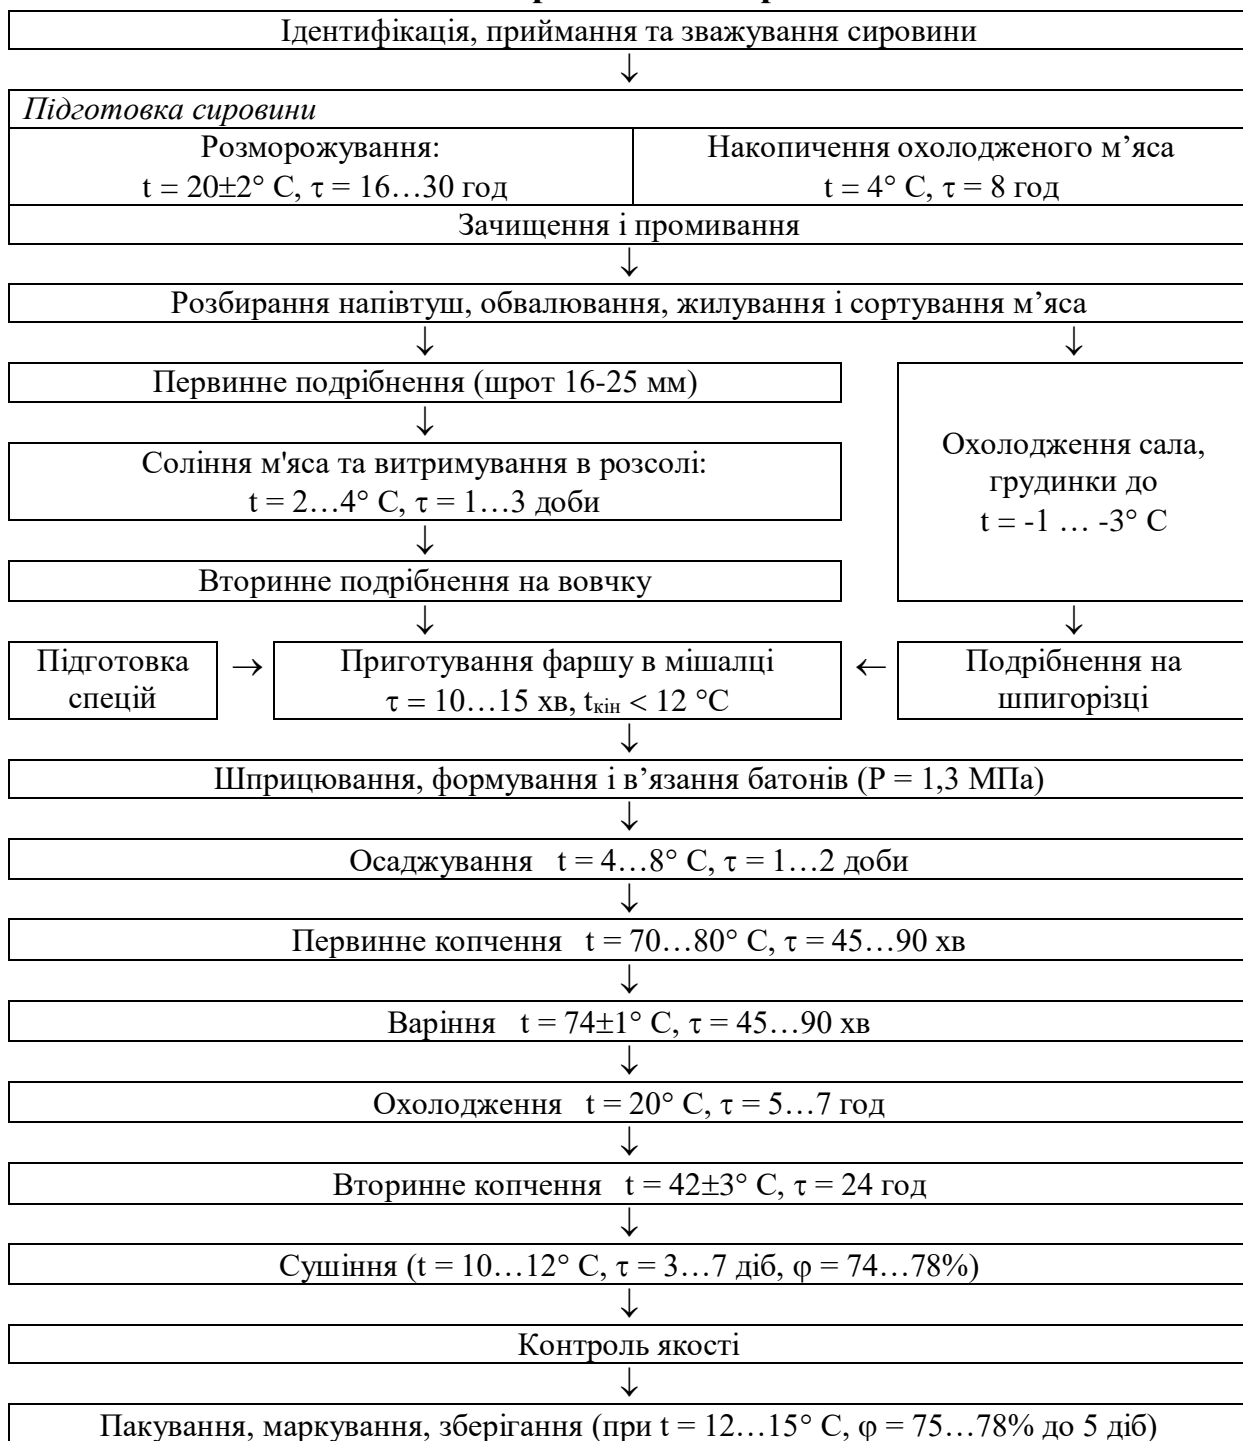 Ідентифікація, приймання та зважування сировини
↓
Підготовка сировини
Розморожування:
t = 20±2° C, τ = 16…30 год
Накопичення охолодженого м’яса
t = 4° C, τ = 8 год
Зачищення і промивання
↓
Розбирання напівтуш, обвалювання, жилування і сортування м’яса
↓ ↓
Первинне подрібнення (шрот 16-25 мм)
↓
Соління м'яса та витримування в розсолі:
t = 2…4° C, τ = 1…3 доби
↓
Вторинне подрібнення на вовчку
↓
Охолодження сала,
грудинки до
t = -1 … -3° C
↓
Підготовка
спецій
→
Приготування фаршу в мішалці
τ = 10…15 хв, tкін < 12 °C
←
Подрібнення на
шпигорізці
↓
Шприцювання, формування і в’язання батонів (P = 1,3 МПа)
↓
Осаджування t = 4…8° C, τ = 1…2 доби
↓
Первинне копчення t = 70…80° C, τ = 45…90 хв
↓
Варіння t = 74±1° C, τ = 45…90 хв
↓
Охолодження t = 20° C, τ = 5…7 год
↓
Вторинне копчення t = 42±3° C, τ = 24 год
↓
Сушіння (t = 10…12° C, τ = 3…7 діб, φ = 74…78%)
↓
Контроль якості
↓
Пакування, маркування, зберігання (при t = 12…15° C, φ = 75…78% до 5 діб)